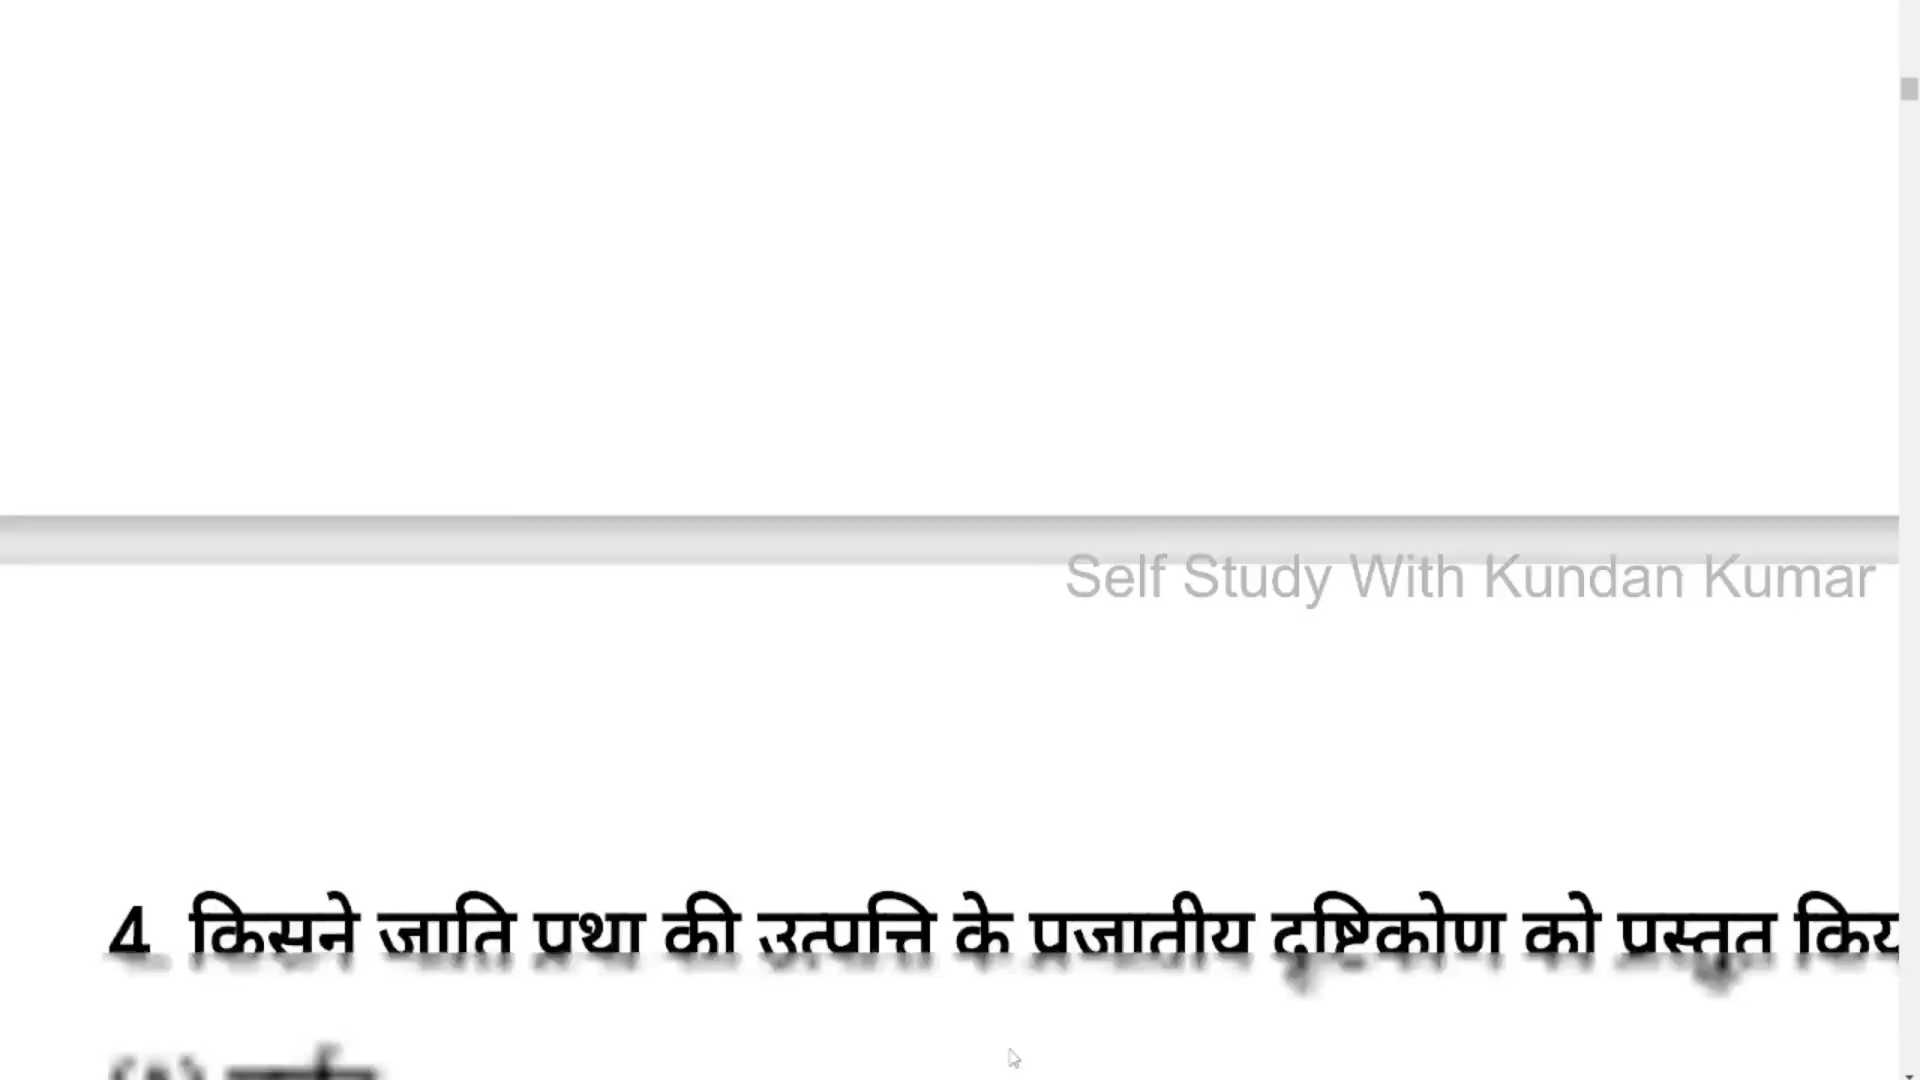 Self Study With Kundan Kumar
4. किसने जाति प्रथा की उत्पत्ति के प्रजातीय दृष्टिकोण को प्रस्तुत किय